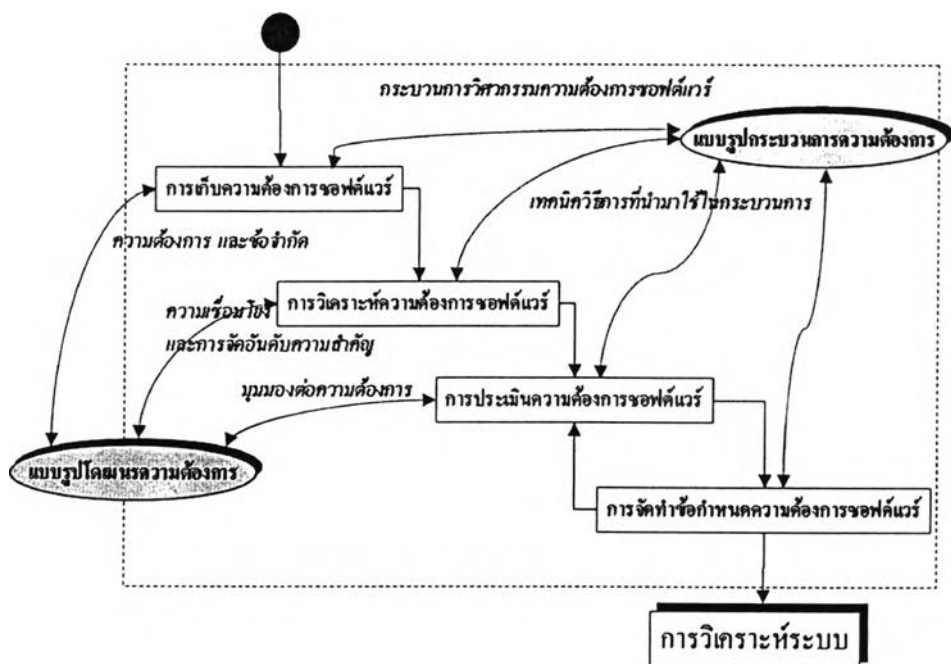 กระบวนการวิศวกรรมความต้องการซอฟต์แวร์
แบบรูปกระบวนการความต้องการ
การเก็บความต้องการซอฟต์แวร์
เทคนิควิธีการที่นำมาใช้ในกระบวนการ
ความต้องการ และข้อจำกัด
การวิเคราะห์ความต้องการซอฟต์แวร์
ความเชื่อมโยง
และการจัดอันดับความสำคัญ
มุมมองต่อความต้องการ
การประเมินความต้องการซอฟต์แวร์
แบบรูปโดเมนรความต้องการ
การจัดทำข้อกำหนดความต้องการซอฟต์แวร์
การวิเคราะห์ระบบ